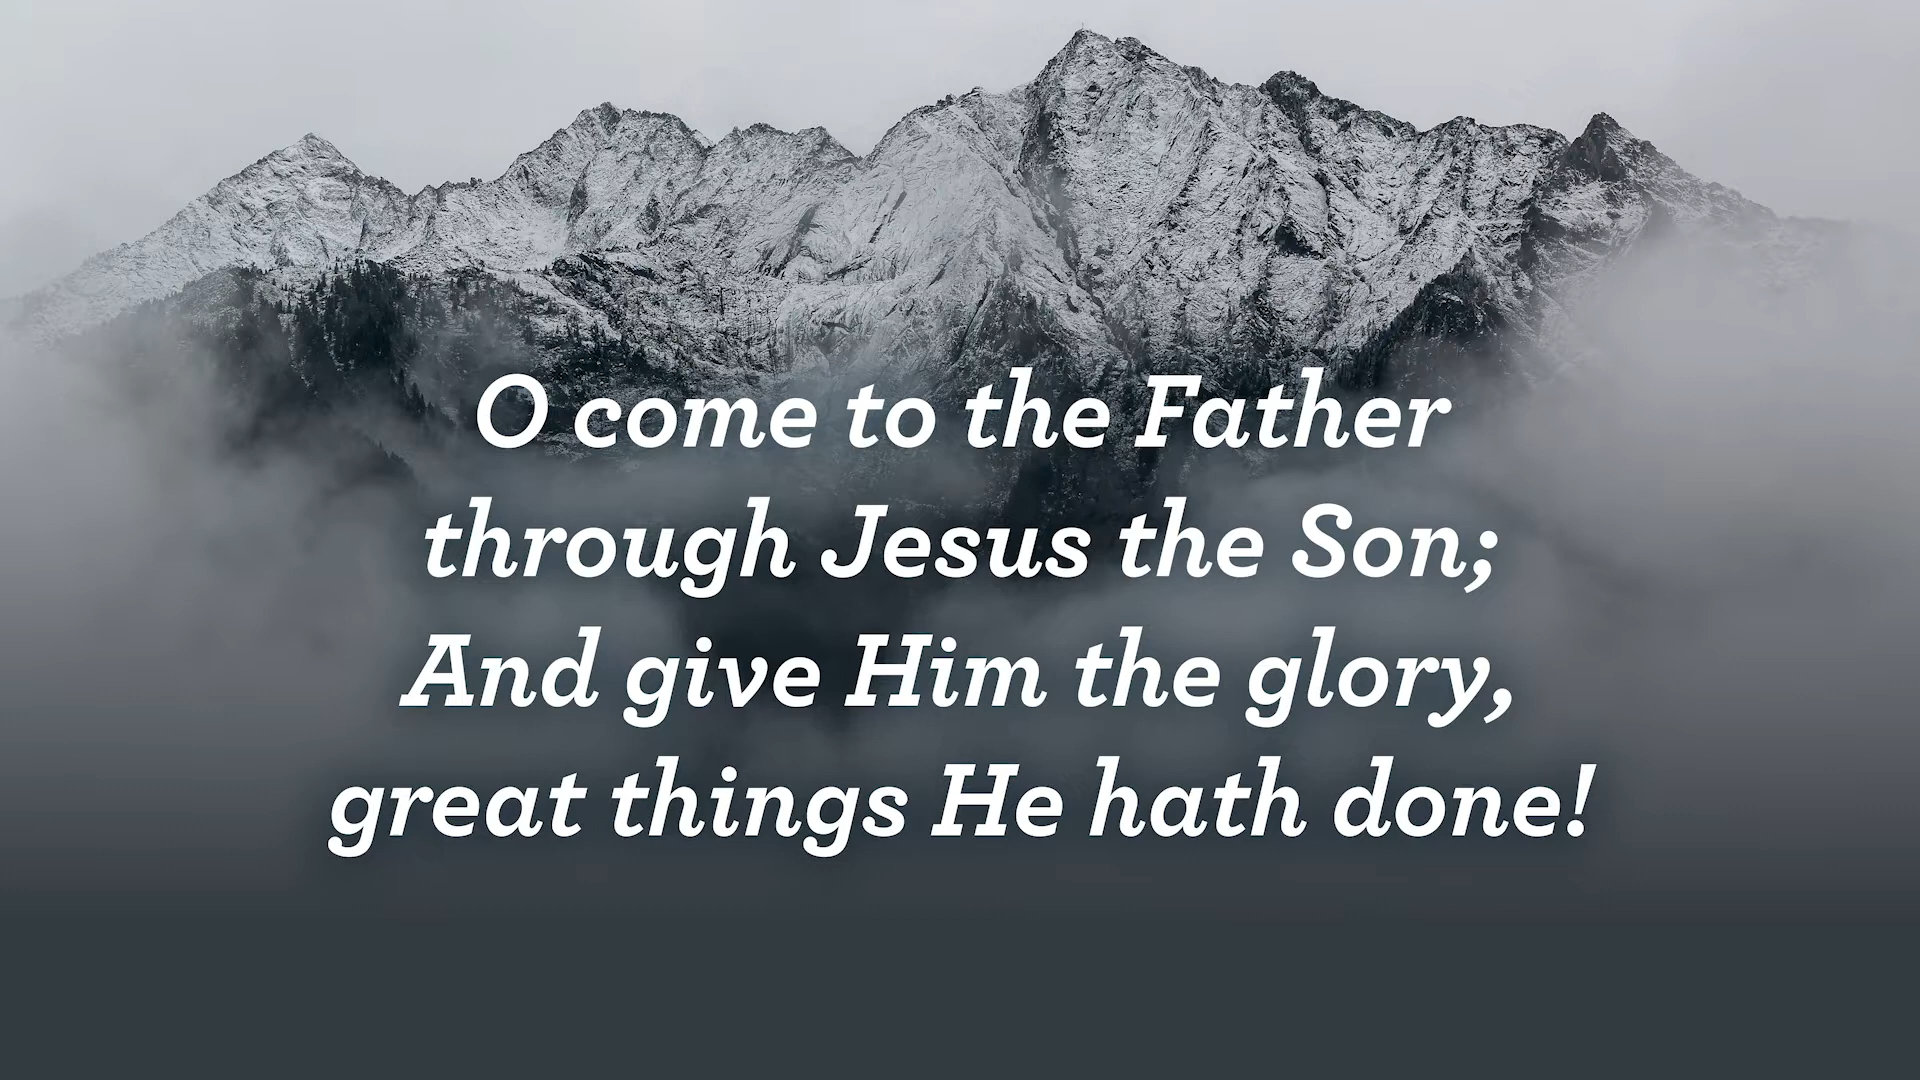 O come to the Father
through Jesus the Son;
And give Him the glory,
great things He hath done!